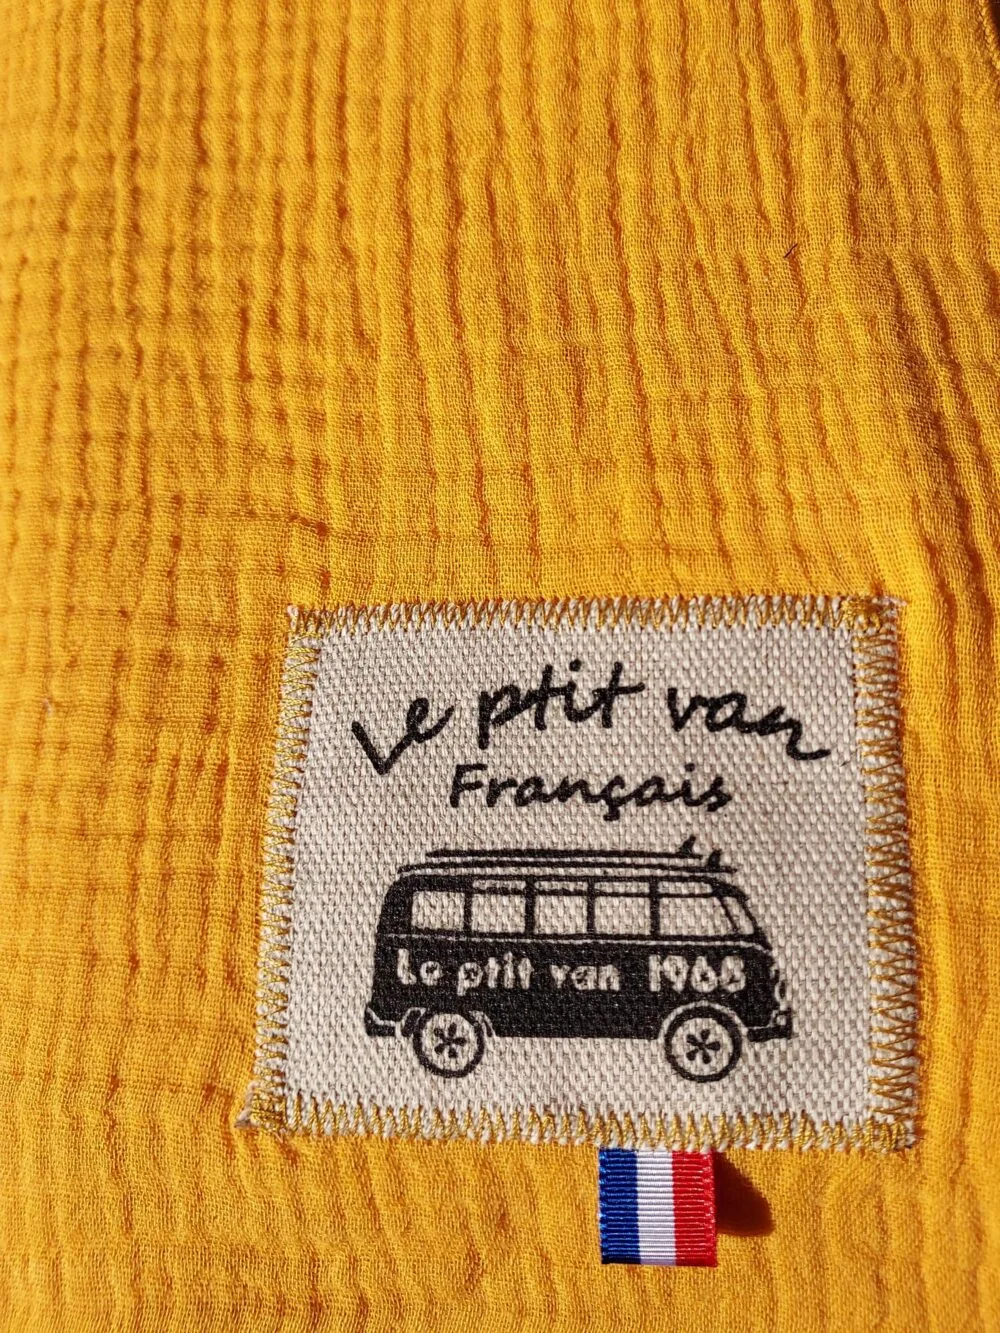 Le ptit van
Français
Le ptit van 1968